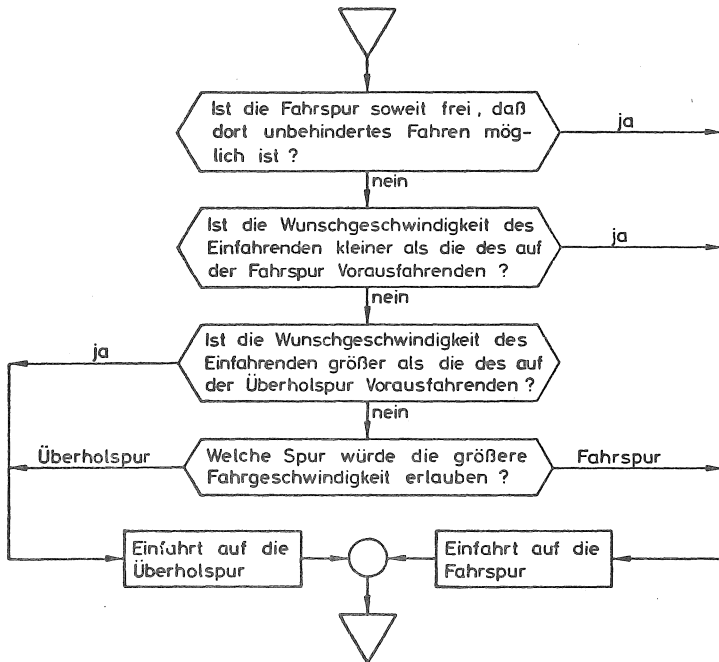 Ist die Fahrspur soweit frei, daß
dort unbehindertes Fahren mög-
lich ist ?
ja
nein
Ist die Wunschgeschwindigkeit des
Einfahrenden kleiner als die des auf
der Fahrspur Vorausfahrenden ?
ja
nein
Ist die Wunschgeschwindigkeit des
Einfahrenden größer als die des auf
der Überholspur Vorausfahrenden ?
ja
nein
Überholspur
Welche Spur würde die größere
Fahrgeschwindigkeit erlauben ?
Fahrspur
Einfahrt auf die
Überholspur
Einfahrt auf die
Fahrspur